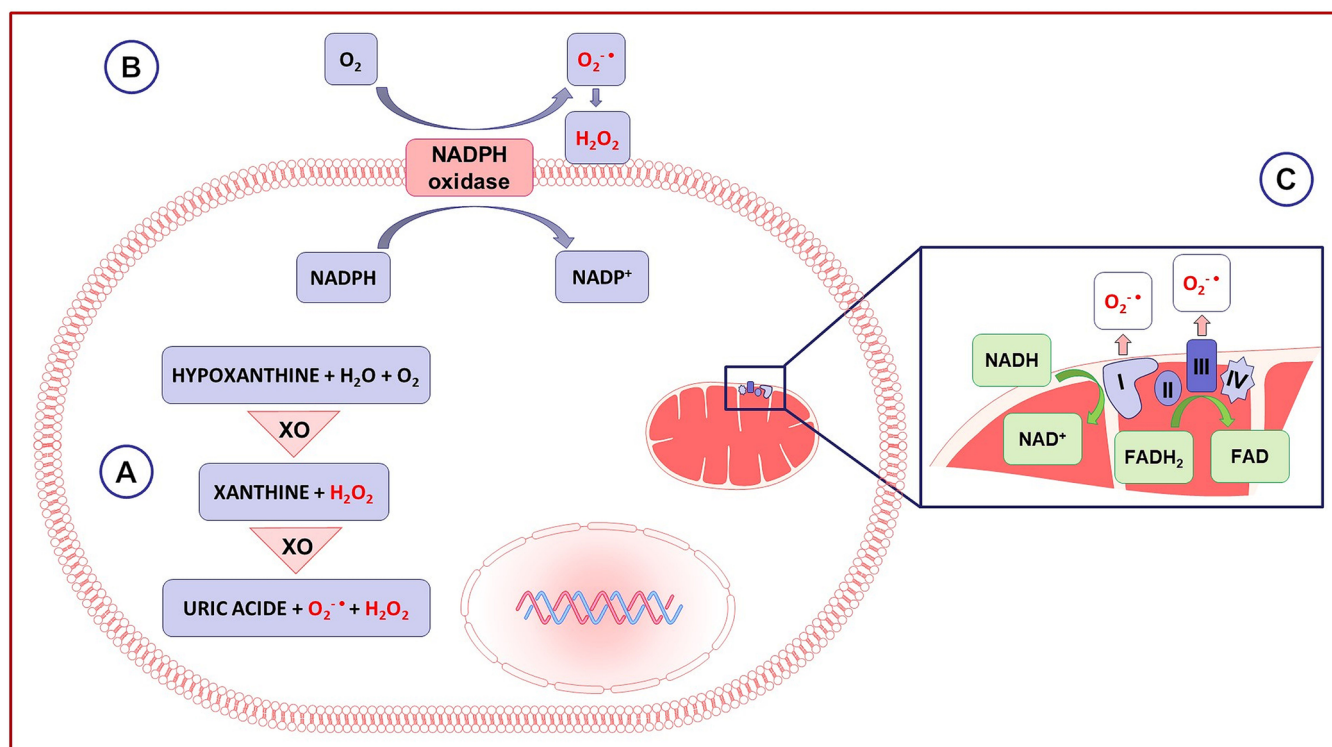 B
O₂
O₂⁻•
H₂O₂
NADPH
oxidase
NADPH
NADP⁺
A
HYPOXANTHINE + H₂O + O₂
XO
XANTHINE + H₂O₂
XO
URIC ACIDE + O₂⁻• + H₂O₂
C
O₂⁻•
O₂⁻•
NADH
I
II
III
IV
NAD⁺
FADH₂
FAD